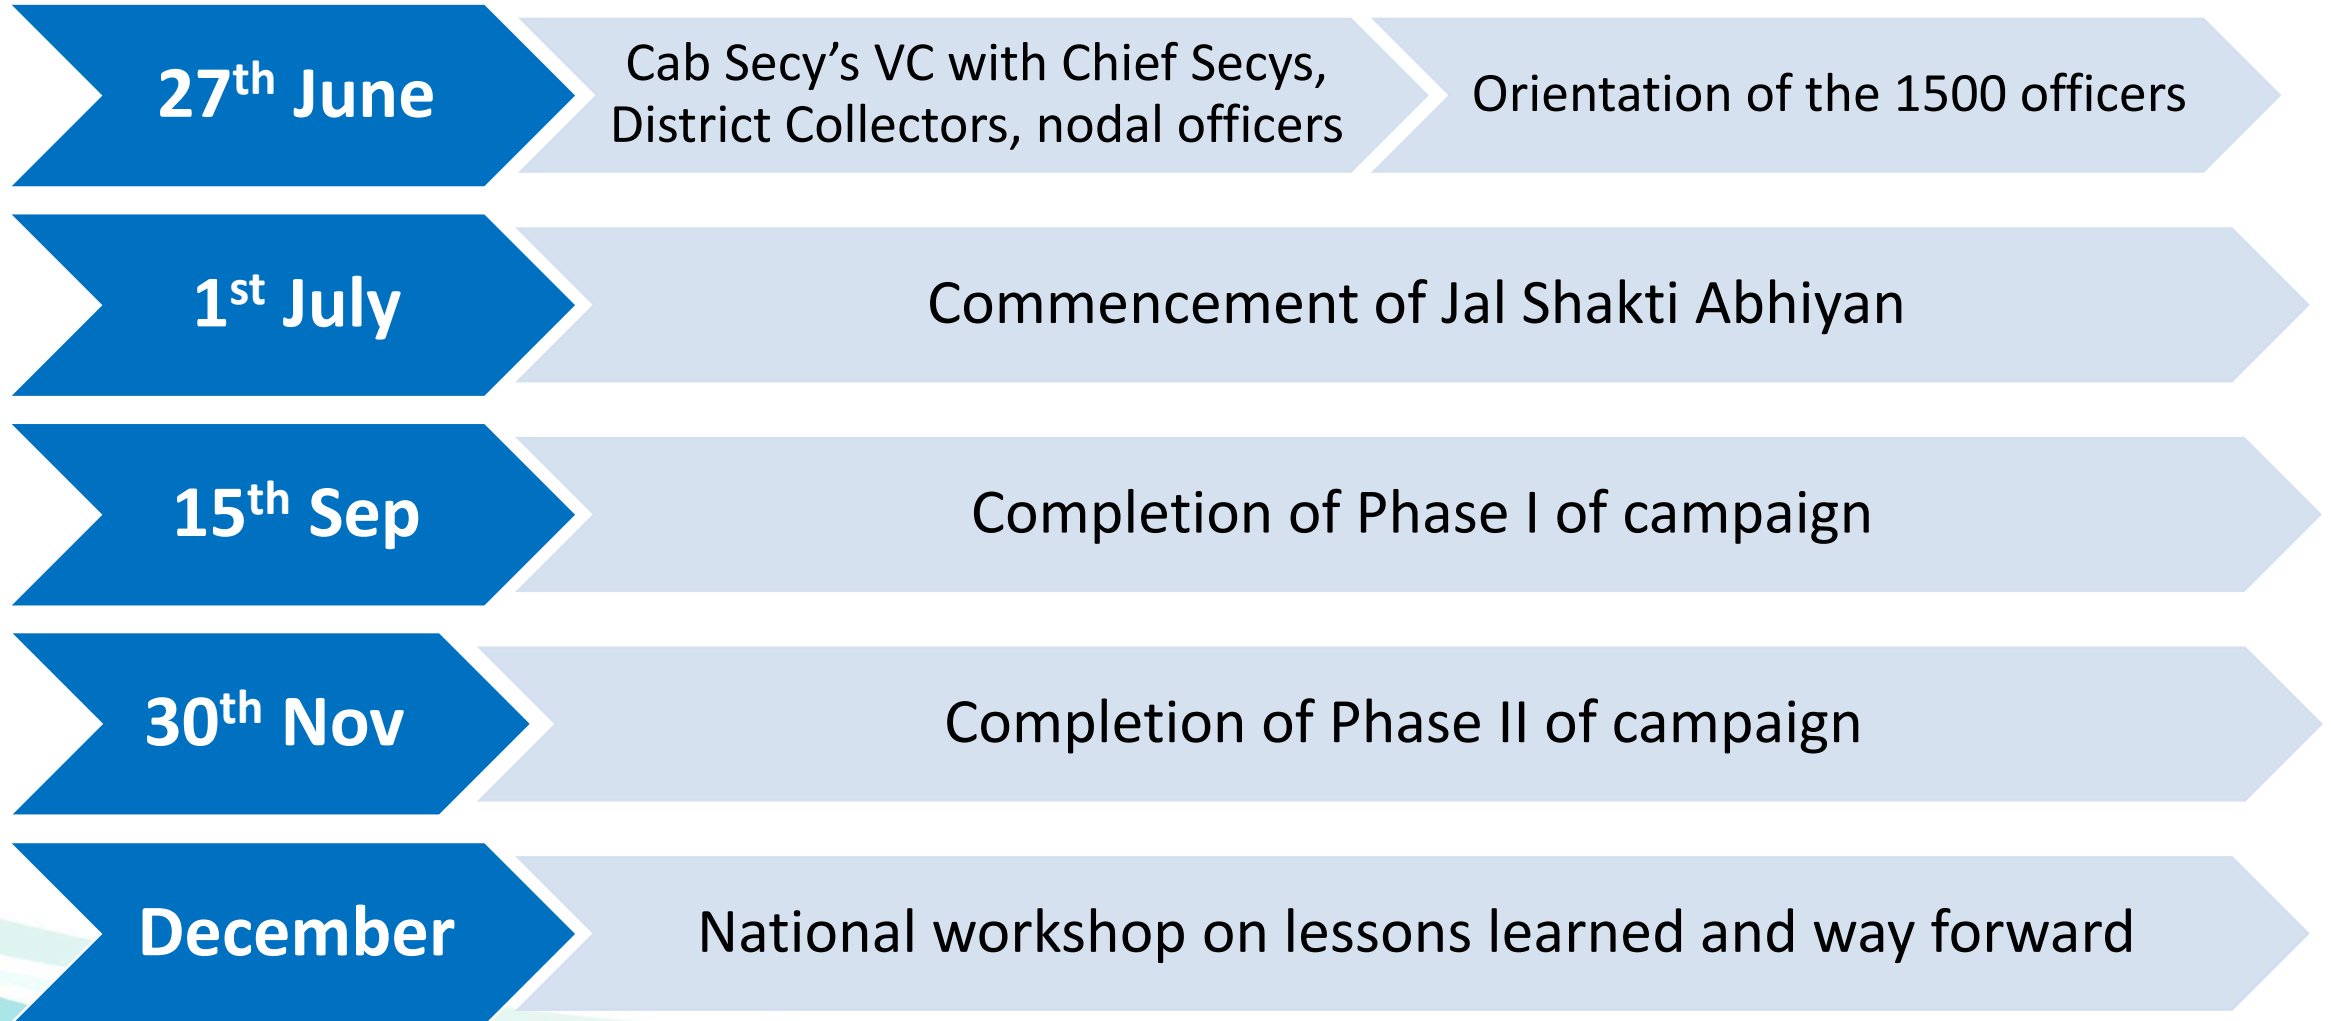 27th June
Cab Secy’s VC with Chief Secys,
District Collectors, nodal officers
Orientation of the 1500 officers
1st July
Commencement of Jal Shakti Abhiyan
15th Sep
Completion of Phase I of campaign
30th Nov
Completion of Phase II of campaign
December
National workshop on lessons learned and way forward